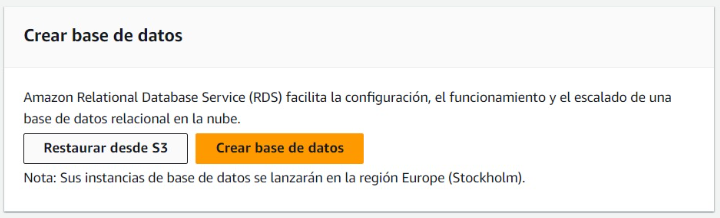 Crear base de datos
Amazon Relational Database Service (RDS) facilita la configuración, el funcionamiento y el escalado de una
base de datos relacional en la nube.
Restaurar desde S3 Crear base de datos
Nota: Sus instancias de base de datos se lanzarán en la región Europe (Stockholm).